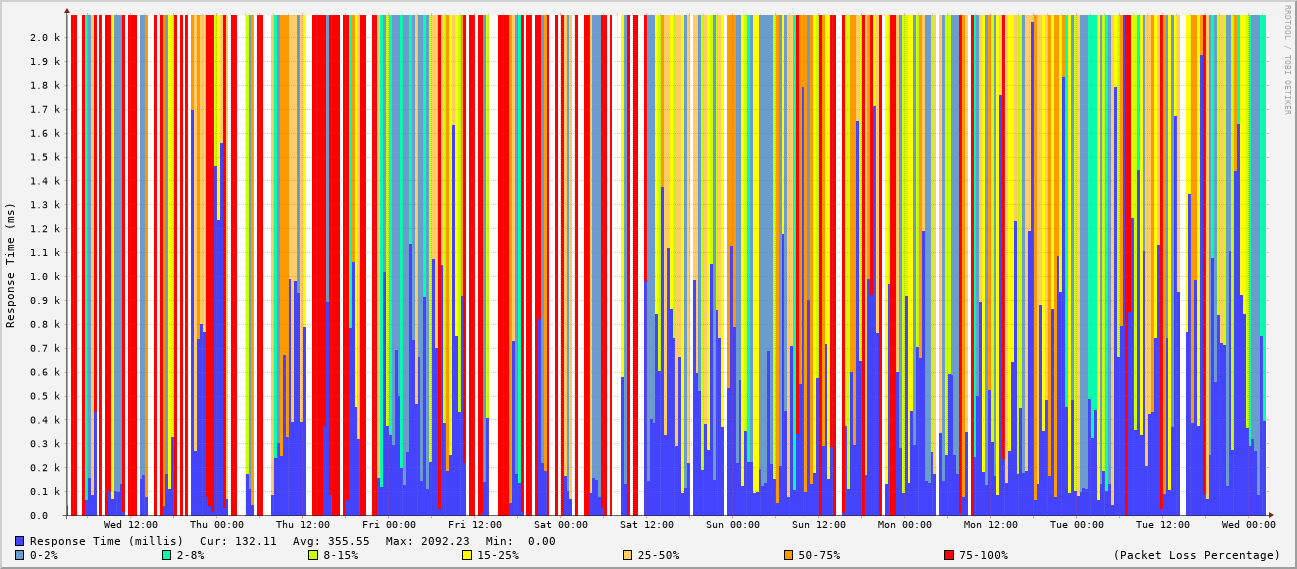 RRDTOOL / TOBI OETIKER
Response Time (ms)
2.0 k
1.9 k
1.8 k
1.7 k
1.6 k
1.5 k
1.4 k
1.3 k
1.2 k
1.1 k
1.0 k
0.9 k
0.8 k
0.7 k
0.6 k
0.5 k
0.4 k
0.3 k
0.2 k
0.1 k
0.0
Wed 12:00 Thu 00:00 Thu 12:00 Fri 00:00 Fri 12:00 Sat 00:00 Sat 12:00 Sun 00:00 Sun 12:00 Mon 00:00 Mon 12:00 Tue 00:00 Tue 12:00 Wed 00:00
Response Time (millis) Cur: 132.11 Avg: 355.55 Max: 2092.23 Min: 0.00
0-2% 2-8% 8-15% 15-25% 25-50% 50-75% 75-100% (Packet Loss Percentage)